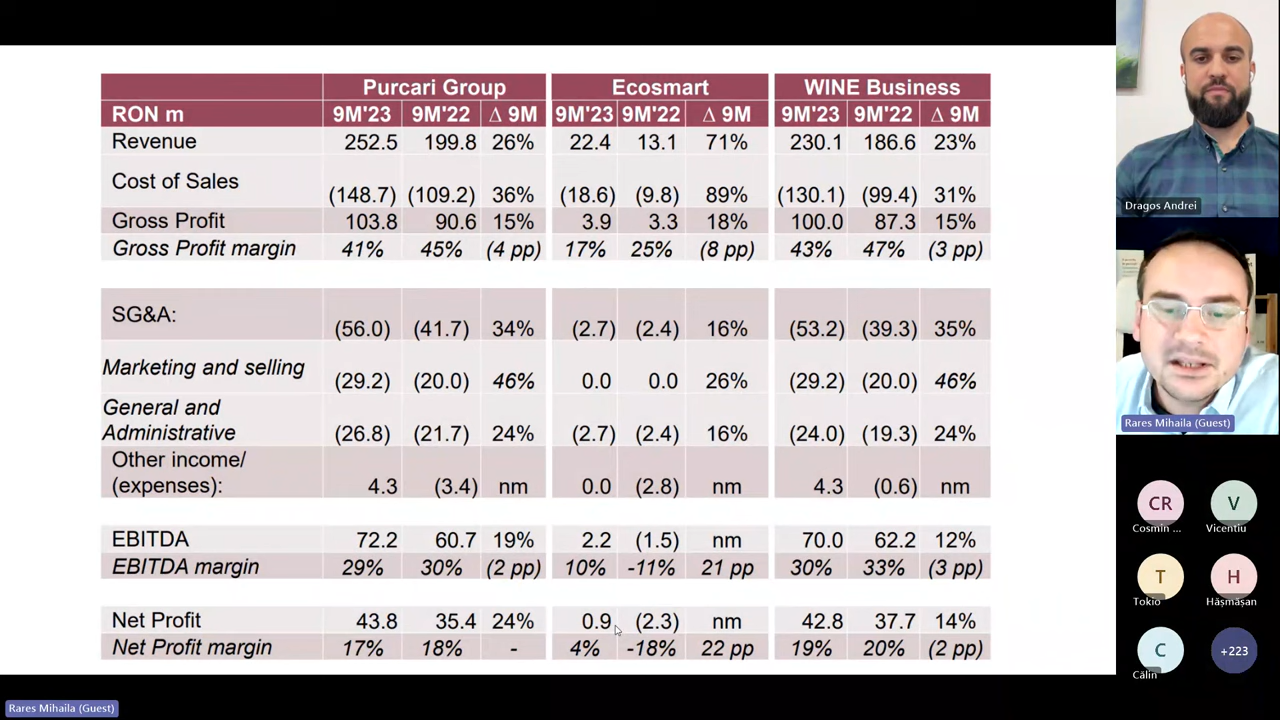 Purcari Group Ecosmart WINE Business
RON m 9M'23 9M'22 Δ 9M 9M'23 9M'22 Δ 9M 9M'23 9M'22 Δ 9M
Revenue 252.5 199.8 26% 22.4 13.1 71% 230.1 186.6 23%
Cost of Sales (148.7) (109.2) 36% (18.6) (9.8) 89% (130.1) (99.4) 31%
Gross Profit 103.8 90.6 15% 3.9 3.3 18% 100.0 87.3 15%
Gross Profit margin 41% 45% (4 pp) 17% 25% (8 pp) 43% 47% (3 pp)
SG&A: (56.0) (41.7) 34% (2.7) (2.4) 16% (53.2) (39.3) 35%
Marketing and selling (29.2) (20.0) 46% 0.0 0.0 26% (29.2) (20.0) 46%
General and
Administrative (26.8) (21.7) 24% (2.7) (2.4) 16% (24.0) (19.3) 24%
Other income/
(expenses): 4.3 (3.4) nm 0.0 (2.8) nm 4.3 (0.6) nm
EBITDA 72.2 60.7 19% 2.2 (1.5) nm 70.0 62.2 12%
EBITDA margin 29% 30% (2 pp) 10% -11% 21 pp 30% 33% (3 pp)
Net Profit 43.8 35.4 24% 0.9 (2.3) nm 42.8 37.7 14%
Net Profit margin 17% 18% - 4% -18% 22 pp 19% 20% (2 pp)
Dragos Andrei
Rares Mihaila (Guest)
CR V
Cosmin ... Vicențiu
T H
Tokio Hășmășan
C +223
Călin
Rares Mihaila (Guest)